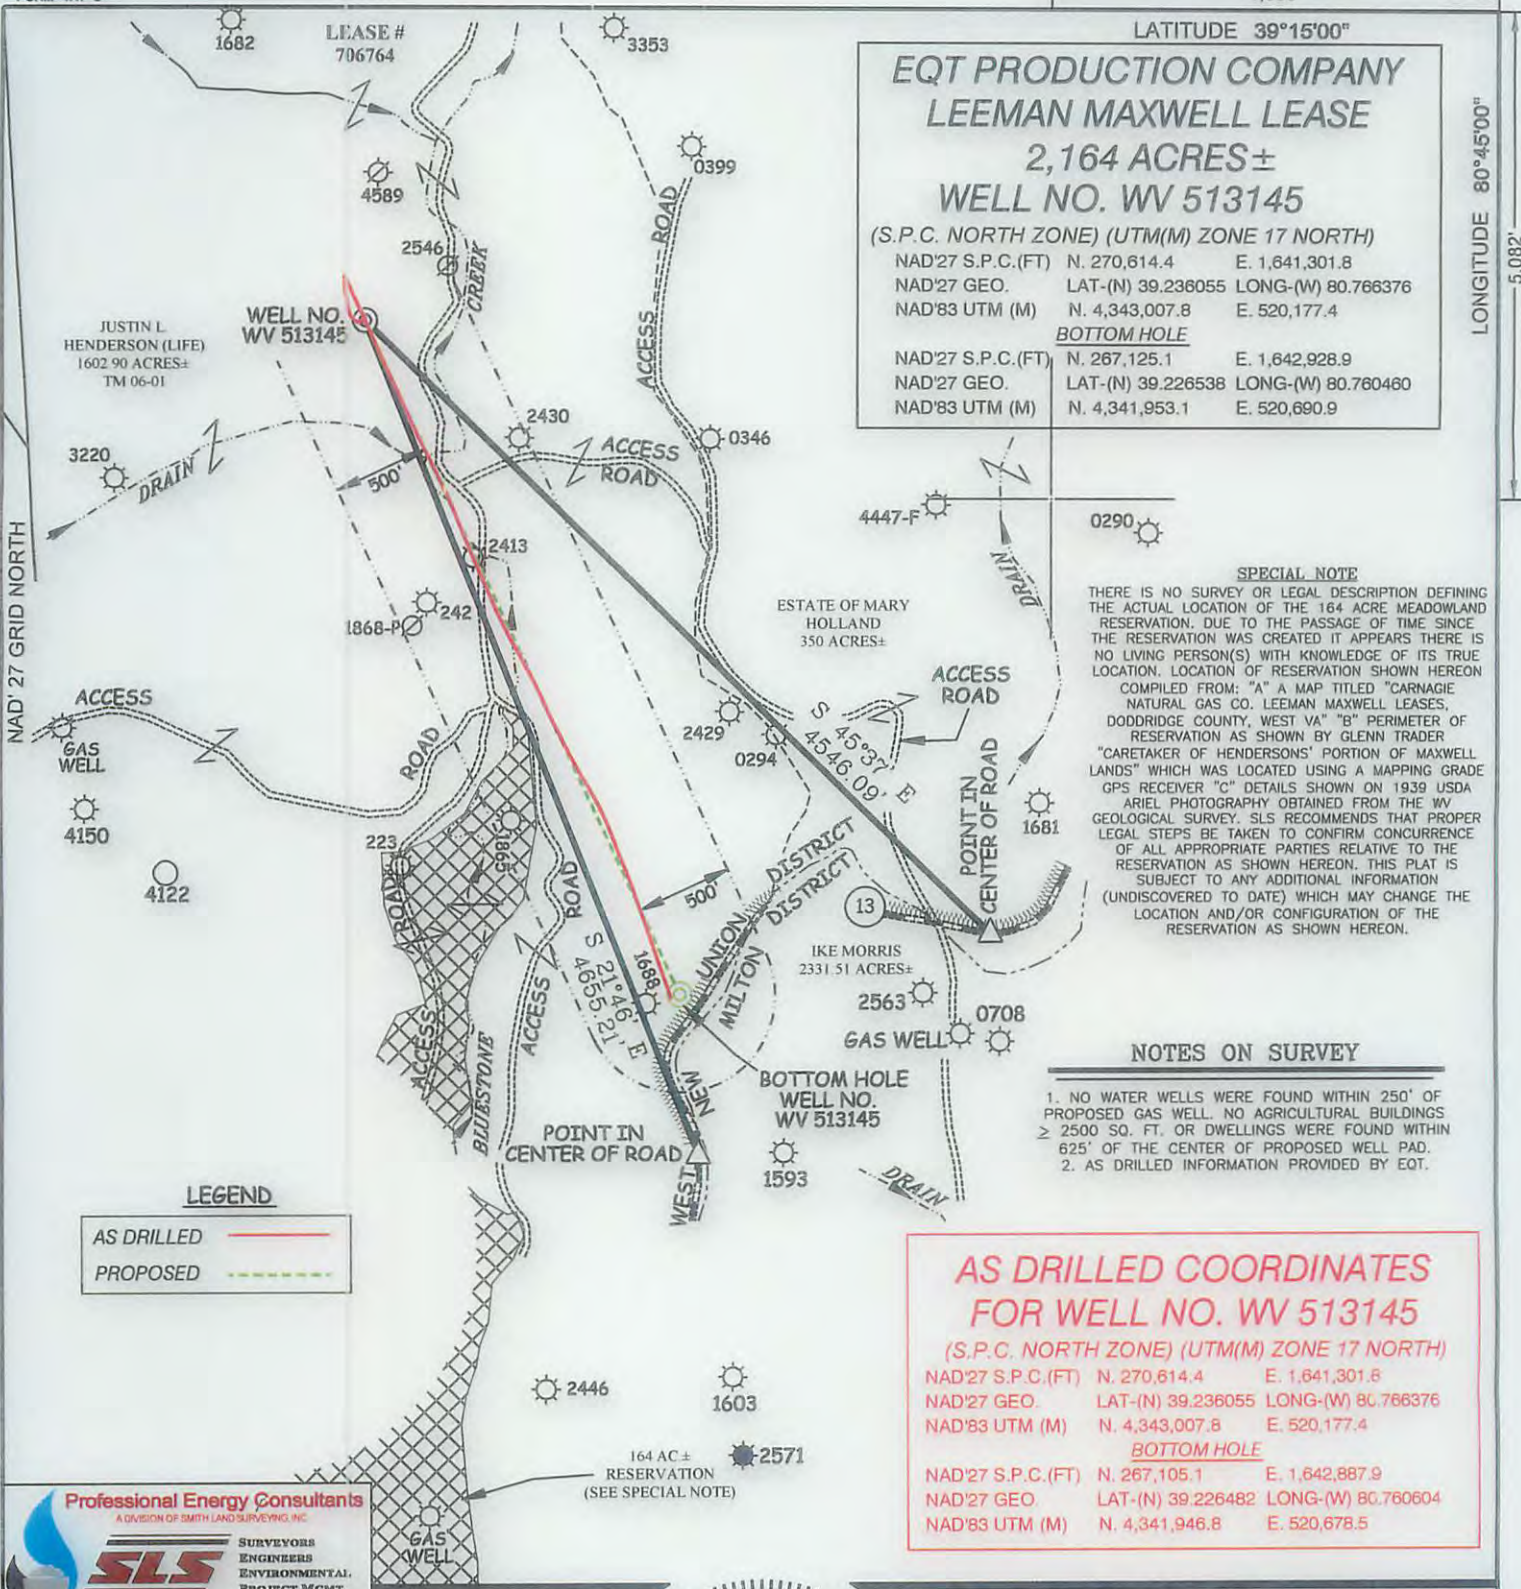 LATITUDE 39°15'00"
LONGITUDE 80°45'00"
5,082'
EQT PRODUCTION COMPANY
LEEMAN MAXWELL LEASE
2,164 ACRES±
WELL NO. WV 513145
(S.P.C. NORTH ZONE) (UTM(M) ZONE 17 NORTH)
NAD'27 S.P.C.(FT) N. 270,614.4 E. 1,641,301.8
NAD'27 GEO. LAT-(N) 39.236055 LONG-(W) 80.766376
NAD'83 UTM (M) N. 4,343,007.8 E. 520,177.4
BOTTOM HOLE
NAD'27 S.P.C.(FT) N. 267,125.1 E. 1,642,928.9
NAD'27 GEO. LAT-(N) 39.226538 LONG-(W) 80.760460
NAD'83 UTM (M) N. 4,341,953.1 E. 520,690.9
1682
LEASE #
706764
3353
0399
4589
2546
CREEK
ACCESS ROAD
WELL NO.
WV 513145
JUSTIN L.
HENDERSON (LIFE)
1602.90 ACRES±
TM 06-01
2430
0346
ACCESS
ROAD
3220
DRAIN
500'
4447-F
0290
2413
DRAIN
242
1868-P
NAD' 27 GRID NORTH
ESTATE OF MARY
HOLLAND
350 ACRES±
ACCESS
ROAD
SPECIAL NOTE
THERE IS NO SURVEY OR LEGAL DESCRIPTION DEFINING
THE ACTUAL LOCATION OF THE 164 ACRE MEADOWLAND
RESERVATION. DUE TO THE PASSAGE OF TIME SINCE
THE RESERVATION WAS CREATED IT APPEARS THERE IS
NO LIVING PERSON(S) WITH KNOWLEDGE OF ITS TRUE
LOCATION. LOCATION OF RESERVATION SHOWN HEREON
COMPILED FROM: "A" A MAP TITLED "CARNAGIE
NATURAL GAS CO. LEEMAN MAXWELL LEASES,
DODDRIDGE COUNTY, WEST VA" "B" PERIMETER OF
RESERVATION AS SHOWN BY GLENN TRADER
"CARETAKER OF HENDERSONS' PORTION OF MAXWELL
LANDS" WHICH WAS LOCATED USING A MAPPING GRADE
GPS RECEIVER "C" DETAILS SHOWN ON 1939 USDA
ARIEL PHOTOGRAPHY OBTAINED FROM THE WV
GEOLOGICAL SURVEY. SLS RECOMMENDS THAT PROPER
LEGAL STEPS BE TAKEN TO CONFIRM CONCURRENCE
OF ALL APPROPRIATE PARTIES RELATIVE TO THE
RESERVATION AS SHOWN HEREON. THIS PLAT IS
SUBJECT TO ANY ADDITIONAL INFORMATION
(UNDISCOVERED TO DATE) WHICH MAY CHANGE THE
LOCATION AND/OR CONFIGURATION OF THE
RESERVATION AS SHOWN HEREON.
ACCESS
ROAD
GAS
WELL
4150
4122
223
1865
2429
0294
S 45°37' E
4546.09'
POINT IN
CENTER OF ROAD
1681
ROAD
ACCESS
ROAD
ACCESS
BLUESTONE
500'
UNION DISTRICT
MILTON DISTRICT
13
IKE MORRIS
2331.51 ACRES±
2563
0708
GAS WELL
1688
S 21°46' E
4655.21'
BOTTOM HOLE
WELL NO.
WV 513145
POINT IN
CENTER OF ROAD
NEW
WEST
1593
DRAIN
NOTES ON SURVEY
1. NO WATER WELLS WERE FOUND WITHIN 250' OF
PROPOSED GAS WELL. NO AGRICULTURAL BUILDINGS
≥ 2500 SQ. FT. OR DWELLINGS WERE FOUND WITHIN
625' OF THE CENTER OF PROPOSED WELL PAD.
2. AS DRILLED INFORMATION PROVIDED BY EQT.
LEGEND
AS DRILLED
PROPOSED
AS DRILLED COORDINATES
FOR WELL NO. WV 513145
(S.P.C. NORTH ZONE) (UTM(M) ZONE 17 NORTH)
NAD'27 S.P.C.(FT) N. 270,614.4 E. 1,641,301.8
NAD'27 GEO. LAT-(N) 39.236055 LONG-(W) 80.766376
NAD'83 UTM (M) N. 4,343,007.8 E. 520,177.4
BOTTOM HOLE
NAD'27 S.P.C.(FT) N. 267,105.1 E. 1,642,887.9
NAD'27 GEO. LAT-(N) 39.226482 LONG-(W) 80.760604
NAD'83 UTM (M) N. 4,341,946.8 E. 520,678.5
2446
1603
2571
164 AC ±
RESERVATION
(SEE SPECIAL NOTE)
GAS
WELL
Professional Energy Consultants
A DIVISION OF SMITH LAND SURVEYING, INC.
SLS
SURVEYORS
ENGINEERS
ENVIRONMENTAL
PROJECT MGMT.